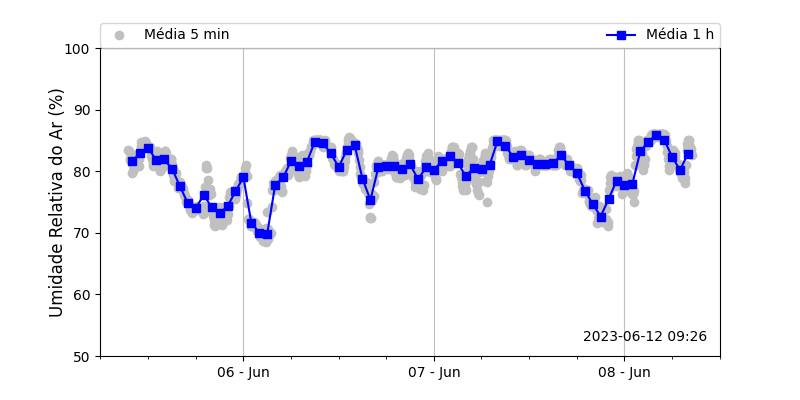 Média 5 min
Média 1 h
100
90
80
70
60
50
Umidade Relativa do Ar (%)
2023-06-12 09:26
06 - Jun
07 - Jun
08 - Jun